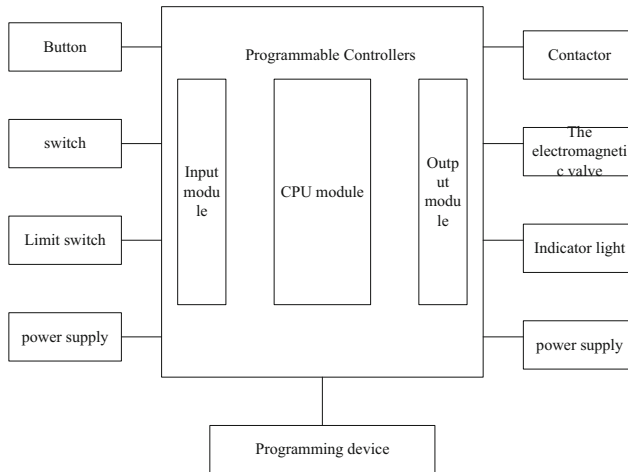 Button
switch
Limit switch
power supply
Programmable Controllers
Input
modu
le
CPU module
Outp
ut
modu
le
Contactor
The
electromagneti
c valve
Indicator light
power supply
Programming device